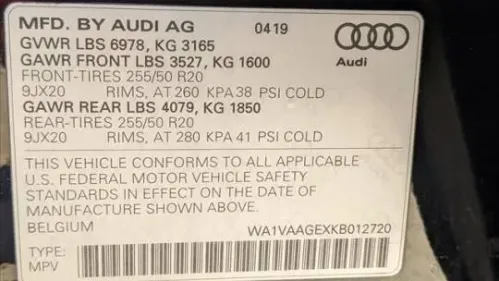 MFD. BY AUDI AG 04/19
GVWR LBS 6978, KG 3165
GAWR FRONT LBS 3527, KG 1600
FRONT-TIRES 255/50 R20
9JX20 RIMS, AT 260 KPA 38 PSI COLD
GAWR REAR LBS 4079, KG 1850
REAR-TIRES 255/50 R20
9JX20 RIMS, AT 280 KPA 41 PSI COLD
Audi
THIS VEHICLE CONFORMS TO ALL APPLICABLE
U.S. FEDERAL MOTOR VEHICLE SAFETY
STANDARDS IN EFFECT ON THE DATE OF
MANUFACTURE SHOWN ABOVE.
BELGIUM WA1VAAGEXKB012720
TYPE:
MPV